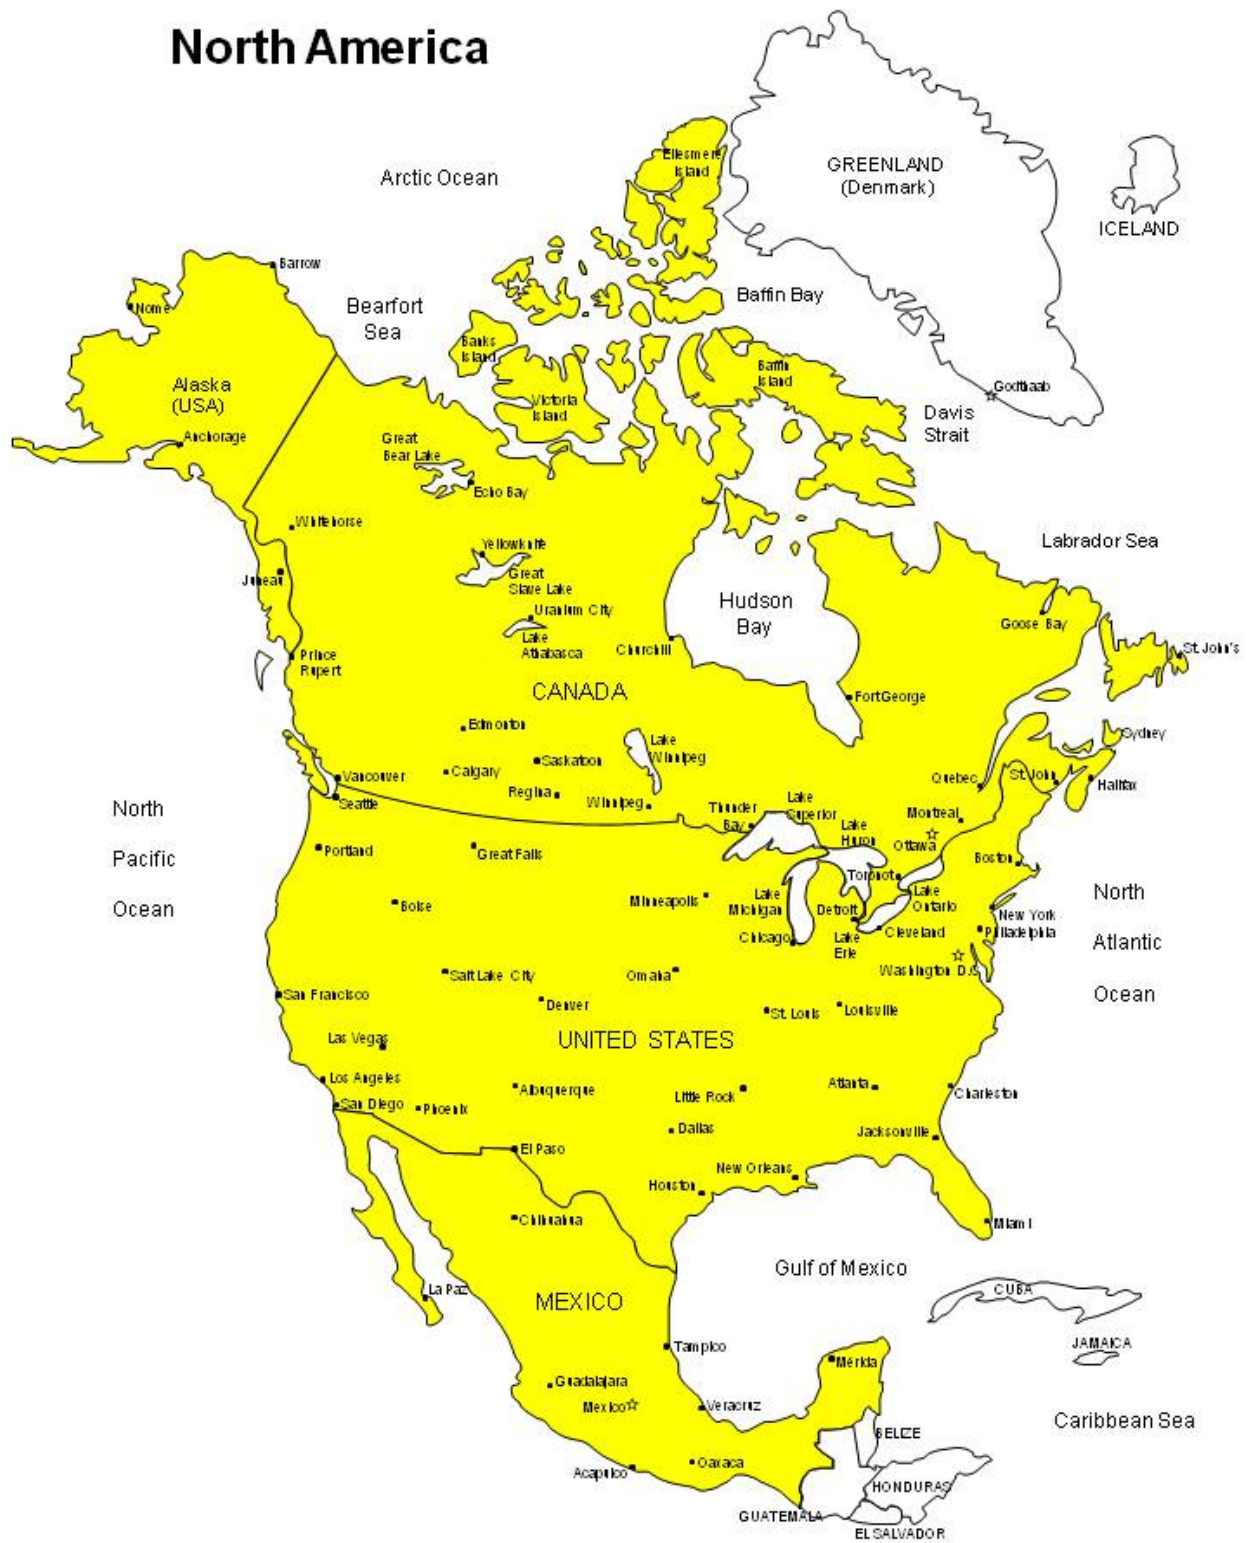 North America
Arctic Ocean
Ellesmere
Island
GREENLAND
(Denmark)
ICELAND
Barrow
Nome
Bearfort
Sea
Baffin Bay
Banks
Island
Baffin
Island
Victoria
Island
Alaska
(USA)
Godthaab
Davis
Strait
Anchorage
Great
Bear Lake
Echo Bay
Whitehorse
Labrador Sea
Yellowknife
Great
Slave Lake
Juneau
Hudson
Bay
Uranium City
Goose Bay
Lake
Athabasca
Churchill
St. John's
Prince
Rupert
CANADA
Fort George
Edmonton
Lake
Winnipeg
Sydney
Saskatoon
Vancouver
Calgary
Quebec
St. John
Halifax
Regina
Winnipeg
Seattle
North
Pacific
Ocean
Thunder
Bay
Lake
Superior
Montreal
Lake
Huron
Ottawa
Portland
Great Falls
Boston
Toronot
Boise
Minneapolis
Lake
Michigan
Detroit
Lake
Ontario
New York
North
Atlantic
Ocean
Chicago
Lake
Erie
Cleveland
Philadelphia
Washington D.C
Salt Lake City
Omaha
San Francisco
Denver
St. Louis
Louisville
Las Vegas
UNITED STATES
Los Angeles
Albuquerque
Little Rock
Atlanta
Charleston
San Diego
Phoenix
Dallas
Jacksonville
El Paso
New Orleans
Houston
Chihuahua
Miami
Gulf of Mexico
La Paz
MEXICO
CUBA
Tampico
JAMAICA
Merida
Guadalajara
Mexico
Veracruz
Caribbean Sea
BELIZE
Oaxaca
Acapulco
HONDURAS
GUATEMALA
EL SALVADOR